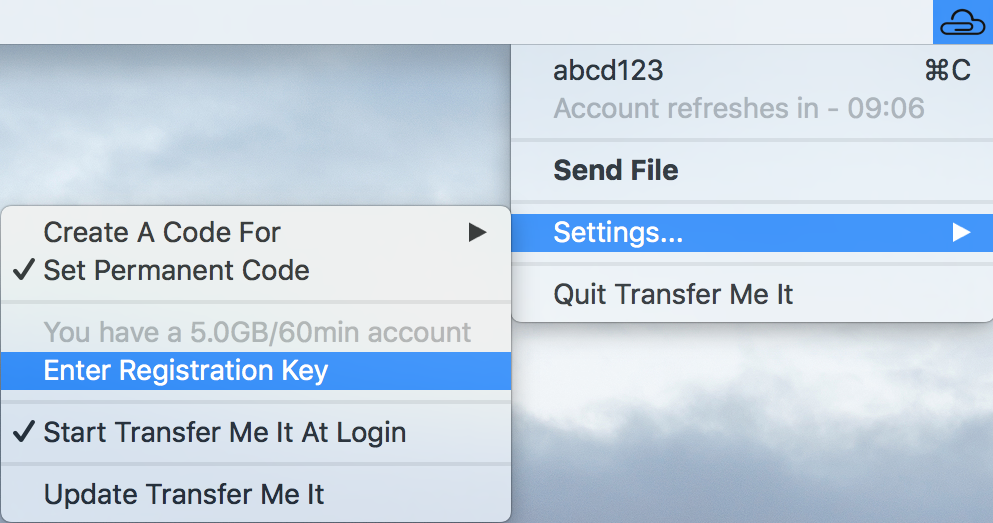 abcd123 ⌘C
Account refreshes in - 09:06
Send File
Settings...
Quit Transfer Me It
Create A Code For
Set Permanent Code
You have a 5.0GB/60min account
Enter Registration Key
Start Transfer Me It At Login
Update Transfer Me It